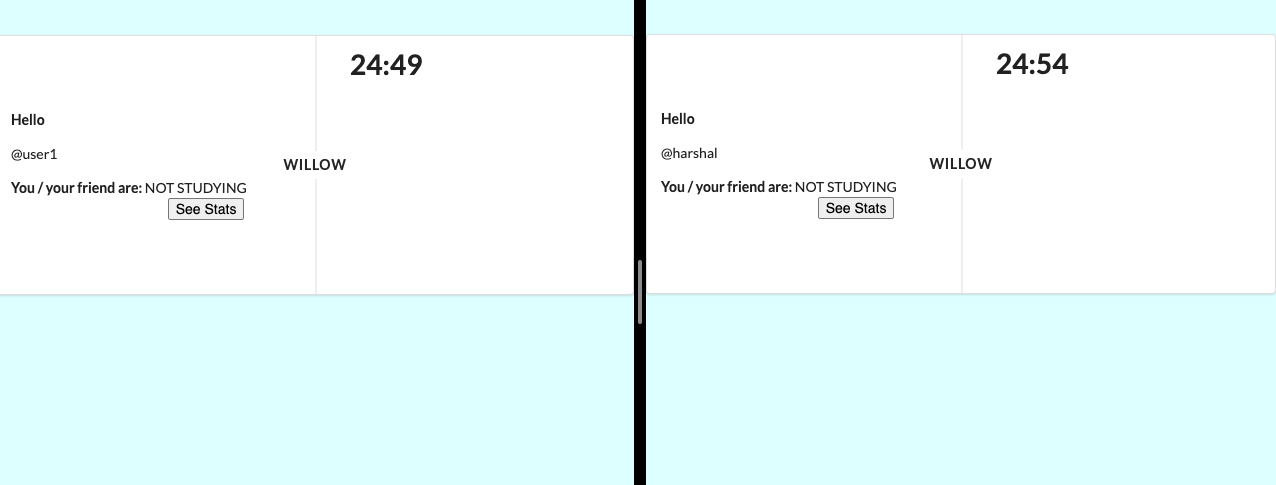 24:49
Hello
@user1
WILLOW
You / your friend are: NOT STUDYING
See Stats
24:54
Hello
@harshal
WILLOW
You / your friend are: NOT STUDYING
See Stats